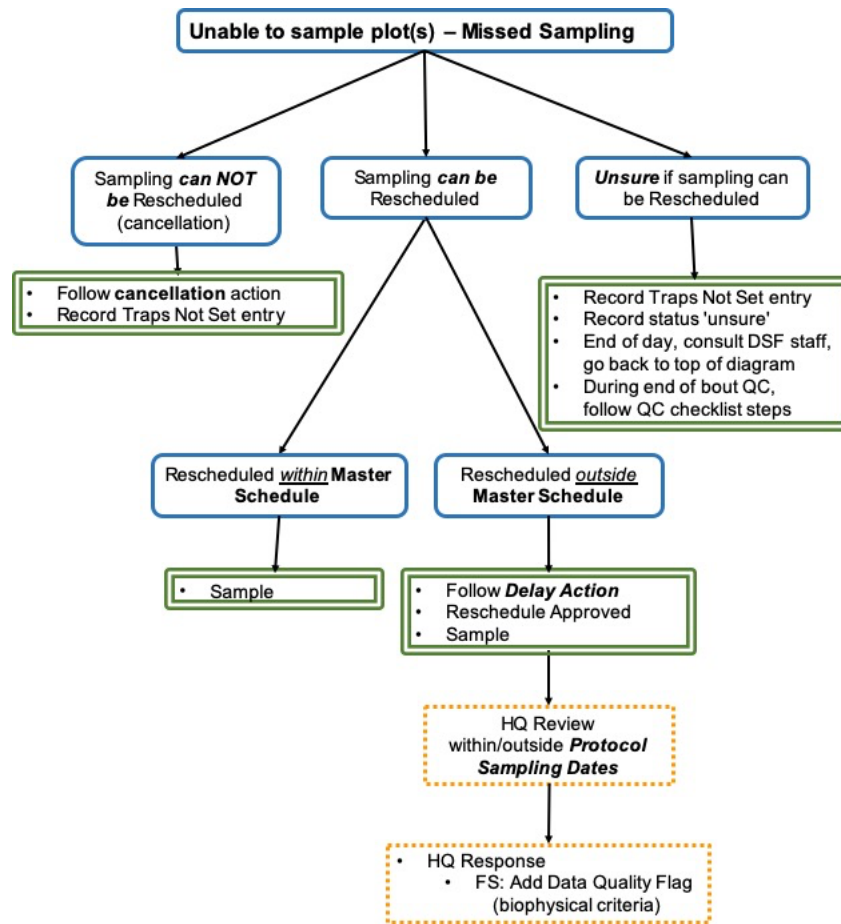 Unable to sample plot(s) – Missed Sampling
Sampling can NOT
be Rescheduled
(cancellation)
Sampling can be
Rescheduled
Unsure if sampling can
be Rescheduled
• Follow cancellation action
• Record Traps Not Set entry
• Record Traps Not Set entry
• Record status 'unsure'
• End of day, consult DSF staff,
go back to top of diagram
• During end of bout QC,
follow QC checklist steps
Rescheduled within Master
Schedule
Rescheduled outside
Master Schedule
• Sample
• Follow Delay Action
• Reschedule Approved
• Sample
HQ Review
within/outside Protocol
Sampling Dates
• HQ Response
• FS: Add Data Quality Flag
(biophysical criteria)